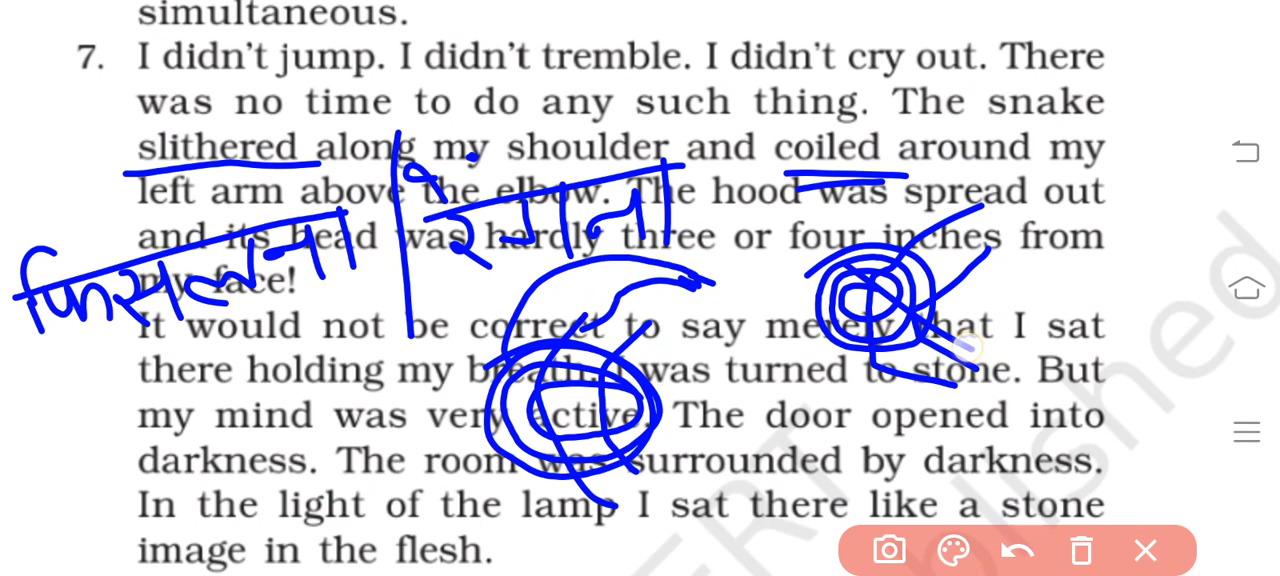 simultaneous.
7. I didn't jump. I didn't tremble. I didn't cry out. There
was no time to do any such thing. The snake
slithered along my shoulder and coiled around my
left arm above the elbow. The hood was spread out
and its head was hardly three or four inches from
my face!
फिसलना
रेंगना
It would not be correct to say merely that I sat
there holding my breath. I was turned to stone. But
my mind was very active. The door opened into
darkness. The room was surrounded by darkness.
In the light of the lamp I sat there like a stone
image in the flesh.
blished